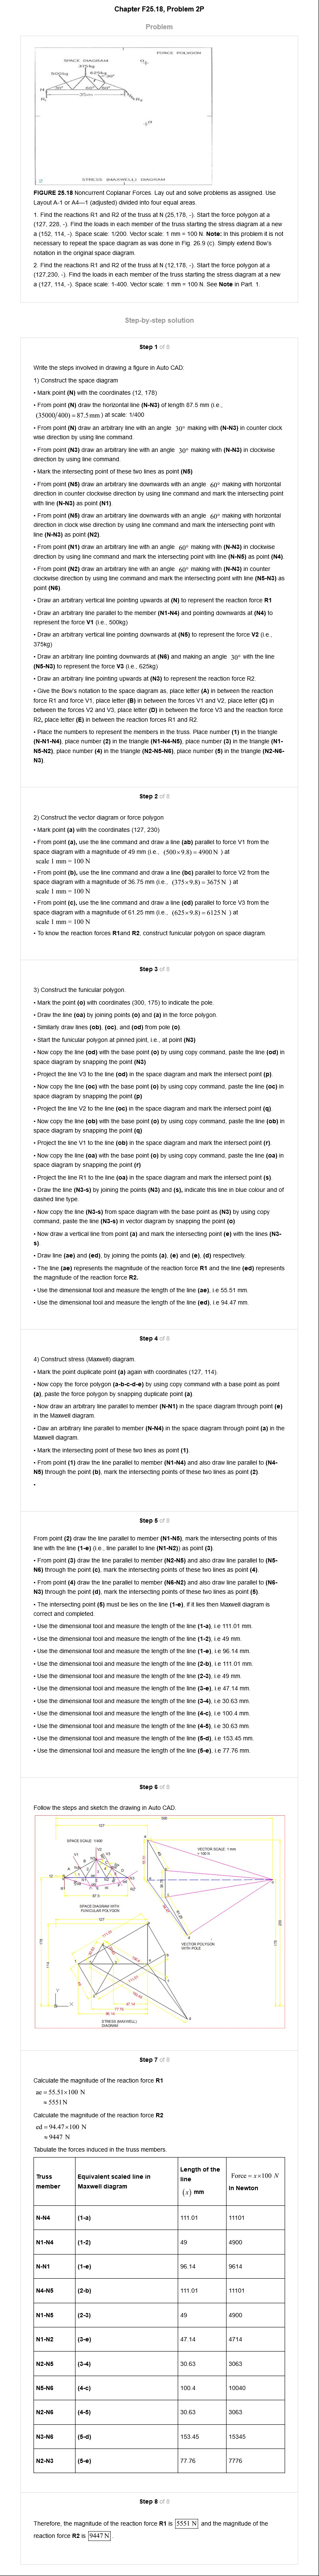 Chapter F25.18, Problem 2P
Problem
FORCE POLYGON
SPACE DIAGRAM
375kg
500kg
625kg
30°
30°
60°
60°
N
R1
R2
35m
STRESS (MAXWELL) DIAGRAM
FIGURE 25.18 Noncurrent Coplanar Forces. Lay out and solve problems as assigned. Use
Layout A-1 or A4—1 (adjusted) divided into four equal areas.
1. Find the reactions R1 and R2 of the truss at N (25,178, -). Start the force polygon at a
(127, 228, -). Find the loads in each member of the truss starting the stress diagram at a new
a (152, 114, -). Space scale: 1/200. Vector scale: 1 mm = 100 N. Note: In this problem it is not
necessary to repeat the space diagram as was done in Fig. 26.9 (c). Simply extend Bow's
notation in the original space diagram.
2. Find the reactions R1 and R2 of the truss at N (12,178, -). Start the force polygon at a
(127,230, -). Find the loads in each member of the truss starting the stress diagram at a new
a (127, 114, -). Space scale: 1-400. Vector scale: 1 mm = 100 N. See Note in Part. 1.
Step-by-step solution
Step 1 of 8
Write the steps involved in drawing a figure in Auto CAD:
1) Construct the space diagram
• Mark point (N) with the coordinates (12, 178)
• From point (N) draw the horizontal line (N-N3) of length 87.5 mm (i.e.,
(35000/400) = 87.5 mm) at scale: 1/400
• From point (N) draw an arbitrary line with an angle 30° making with (N-N3) in counter clock
wise direction by using line command.
• From point (N3) draw an arbitrary line with an angle 30° making with (N-N3) in clockwise
direction by using line command.
• Mark the intersecting point of these two lines as point (N5)
• From point (N5) draw an arbitrary line downwards with an angle 60° making with horizontal
direction in counter clockwise direction by using line command and mark the intersecting point
with line (N-N3) as point (N1).
• From point (N5) draw an arbitrary line downwards with an angle 60° making with horizontal
direction in clock wise direction by using line command and mark the intersecting point with
line (N-N3) as point (N2).
• From point (N1) draw an arbitrary line with an angle 60° making with (N-N3) in clockwise
direction by using line command and mark the intersecting point with line (N-N5) as point (N4).
• From point (N2) draw an arbitrary line with an angle 60° making with (N-N3) in counter
clockwise direction by using line command and mark the intersecting point with line (N5-N3) as
point (N6).
• Draw an arbitrary vertical line pointing upwards at (N) to represent the reaction force R1
• Draw an arbitrary line parallel to the member (N1-N4) and pointing downwards at (N4) to
represent the force V1 (i.e., 500kg)
• Draw an arbitrary vertical line pointing downwards at (N5) to represent the force V2 (i.e.,
375kg)
• Draw an arbitrary line pointing downwards at (N6) and making an angle 30° with the line
(N5-N3) to represent the force V3 (i.e., 625kg)
• Draw an arbitrary line pointing upwards at (N3) to represent the reaction force R2.
• Give the Bow's notation to the space diagram as, place letter (A) in between the reaction
force R1 and force V1, place letter (B) in between the forces V1 and V2, place letter (C) in
between the forces V2 and V3, place letter (D) in between the force V3 and the reaction force
R2, place letter (E) in between the reaction forces R1 and R2.
• Place the numbers to represent the members in the truss. Place number (1) in the triangle
(N-N1-N4), place number (2) in the triangle (N1-N4-N5), place number (3) in the triangle (N1-
N5-N2), place number (4) in the triangle (N2-N5-N6), place number (5) in the triangle (N2-N6-
N3).
Step 2 of 8
2) Construct the vector diagram or force polygon
• Mark point (a) with the coordinates (127, 230)
• From point (a), use the line command and draw a line (ab) parallel to force V1 from the
space diagram with a magnitude of 49 mm (i.e., (500×9.8) = 4900 N ) at
scale 1 mm = 100 N
• From point (b), use the line command and draw a line (bc) parallel to force V2 from the
space diagram with a magnitude of 36.75 mm (i.e., (375×9.8) = 3675 N ) at
scale 1 mm = 100 N
• From point (c), use the line command and draw a line (cd) parallel to force V3 from the
space diagram with a magnitude of 61.25 mm (i.e., (625×9.8) = 6125 N ) at
scale 1 mm = 100 N
• To know the reaction forces R1and R2, construct funicular polygon on space diagram.
Step 3 of 8
3) Construct the funicular polygon.
• Mark the point (o) with coordinates (300, 175) to indicate the pole.
• Draw the line (oa) by joining points (o) and (a) in the force polygon.
• Similarly draw lines (ob), (oc), and (od) from pole (o).
• Start the funicular polygon at pinned joint, i.e., at point (N3)
• Now copy the line (od) with the base point (o) by using copy command, paste the line (od) in
space diagram by snapping the point (N3)
• Project the line V3 to the line (od) in the space diagram and mark the intersect point (p).
• Now copy the line (oc) with the base point (o) by using copy command, paste the line (oc) in
space diagram by snapping the point (p)
• Project the V2 to the line (oc) in the space diagram and mark the intersect point (q).
• Now copy the line (ob) with the base point (o) by using copy command, paste the line (ob) in
space diagram by snapping the point (q)
• Project the V1 to the line (ob) in the space diagram and mark the intersect point (r).
• Now copy the line (oa) with the base point (o) by using copy command, paste the line (oa) in
space diagram by snapping the point (r)
• Project the line R1 to the line (oa) in the space diagram and mark the intersect point (s).
• Draw the line (N3-s) by joining the points (N3) and (s), indicate this line in blue colour and of
dashed line type.
• Now copy the line (N3-s) from space diagram with the base point as (N3) by using copy
command, paste the line (N3-s) in vector diagram by snapping the point (o)
• Now draw a vertical line from point (a) and mark the intersecting point (e) with the lines (N3-
s).
• Draw line (ae) and (ed), by joining the points (a), (e) and (e), (d) respectively.
• The line (ae) represents the magnitude of the reaction force R1 and the line (ed) represents
the magnitude of the reaction force R2.
• Use the dimensional tool and measure the length of the line (ae), i.e 55.51 mm.
• Use the dimensional tool and measure the length of the line (ed), i.e 94.47 mm.
Step 4 of 8
4) Construct stress (Maxwell) diagram.
• Mark the point duplicate point (a) again with coordinates (127, 114).
• Now copy the force polygon (a-b-c-d-e) by using copy command with a base point as point
(a), paste the force polygon by snapping duplicate point (a).
• Now draw an arbitrary line parallel to member (N-N1) in the space diagram through point (e)
in the Maxwell diagram.
• Daw an arbitrary line parallel to member (N-N4) in the space diagram through point (a) in the
Maxwell diagram.
• Mark the intersecting point of these two lines as point (1)
• From point (1) draw the line parallel to member (N1-N4) and also draw line parallel to (N4-
N5) through the point (b), mark the intersecting points of these two lines as point (2).
•
Step 5 of 8
From point (2) draw the line parallel to member (N1-N5), mark the intersecting points of this
line with the line (1-e) (i.e., line parallel to line (N1-N2)) as point (3).
• From point (3) draw the line parallel to member (N2-N5) and also draw line parallel to (N5-
N6) through the point (c), mark the intersecting points of these two lines as point (4).
• From point (4) draw the line parallel to member (N6-N2) and also draw line parallel to (N6-
N3) through the point (d), mark the intersecting points of these two lines as point (5)
• The intersecting point (5) must be lies on the line (1-e), if it lies then Maxwell diagram is
correct and completed.
• Use the dimensional tool and measure the length of the line (1-a), i.e 111.01 mm.
• Use the dimensional tool and measure the length of the line (1-2), i.e 49 mm.
• Use the dimensional tool and measure the length of the line (1-e), i.e 96.14 mm.
• Use the dimensional tool and measure the length of the line (2-b), i.e 111.01 mm.
• Use the dimensional tool and measure the length of the line (2-3), i.e 49 mm.
• Use the dimensional tool and measure the length of the line (3-e), i.e 47.14 mm.
• Use the dimensional tool and measure the length of the line (3-4), i.e 30.63 mm.
• Use the dimensional tool and measure the length of the line (4-c), i.e 100.4 mm.
• Use the dimensional tool and measure the length of the line (4-5), i.e 30.63 mm.
• Use the dimensional tool and measure the length of the line (5-d), i.e 153.45 mm.
• Use the dimensional tool and measure the length of the line (5-e), i.e 77.76 mm.
Step 6 of 8
Follow the steps and sketch the drawing in Auto CAD.
300
127
SPACE SCALE: 1/400
VECTOR SCALE: 1 mm
= 100 N
87.5
SPACE DIAGRAM WITH
FUNICULAR POLYGON
127
VECTOR POLYGON
WITH POLE
178
114
175
230
47.14
77.76
96.14
STRESS (MAXWELL)
DIAGRAM
Step 7 of 8
Calculate the magnitude of the reaction force R1
ae = 55.51×100 N
≈ 5551 N
Calculate the magnitude of the reaction force R2
ed = 94.47×100 N
≈ 9447 N
Tabulate the forces induced in the truss members.
Truss member Equivalent scaled line in Maxwell diagram Length of the line (x) mm Force = x×100 N In Newton
N-N4 (1-a) 111.01 11101
N1-N4 (1-2) 49 4900
N-N1 (1-e) 96.14 9614
N4-N5 (2-b) 111.01 11101
N1-N5 (2-3) 49 4900
N1-N2 (3-e) 47.14 4714
N2-N5 (3-4) 30.63 3063
N5-N6 (4-c) 100.4 10040
N2-N6 (4-5) 30.63 3063
N3-N6 (5-d) 153.45 15345
N2-N3 (5-e) 77.76 7776
Step 8 of 8
Therefore, the magnitude of the reaction force R1 is 5551 N and the magnitude of the
reaction force R2 is 9447 N .